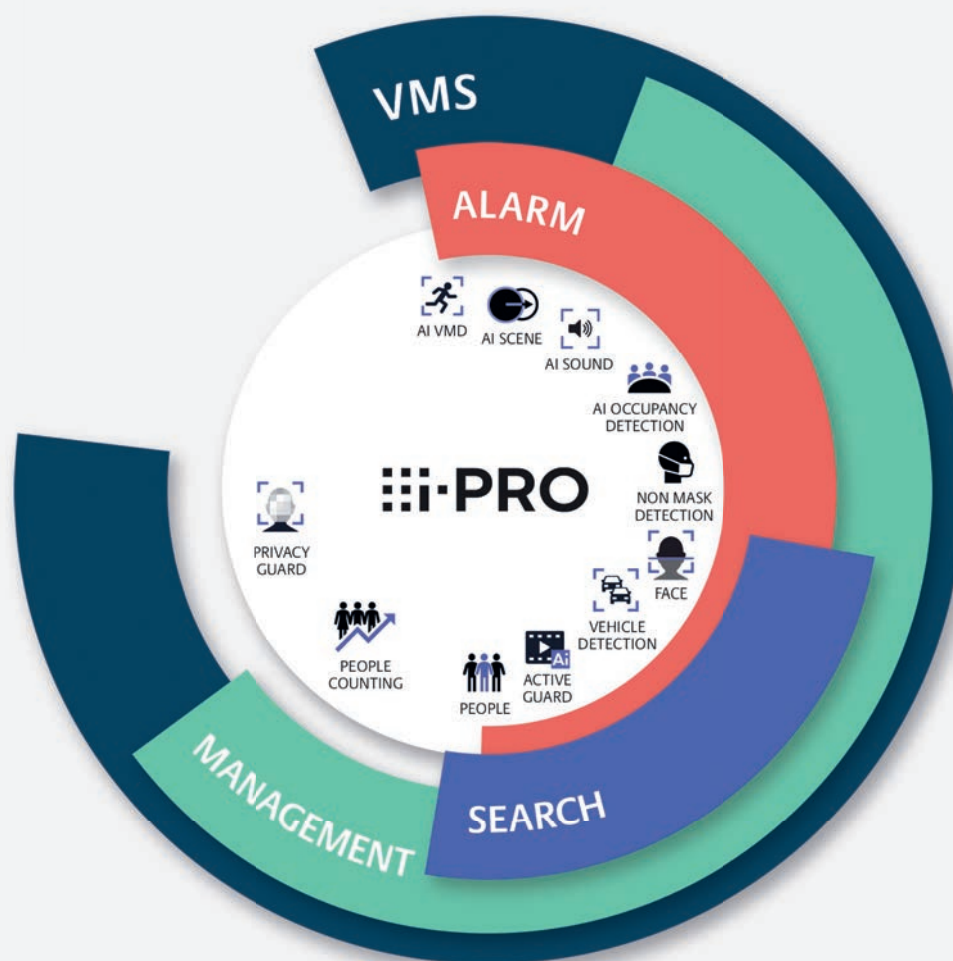 VMS
ALARM
AI VMD
AI SCENE
AI SOUND
AI OCCUPANCY
DETECTION
i-PRO
NON MASK
DETECTION
PRIVACY
GUARD
FACE
VEHICLE
DETECTION
Ai
ACTIVE
GUARD
PEOPLE
PEOPLE
COUNTING
MANAGEMENT
SEARCH